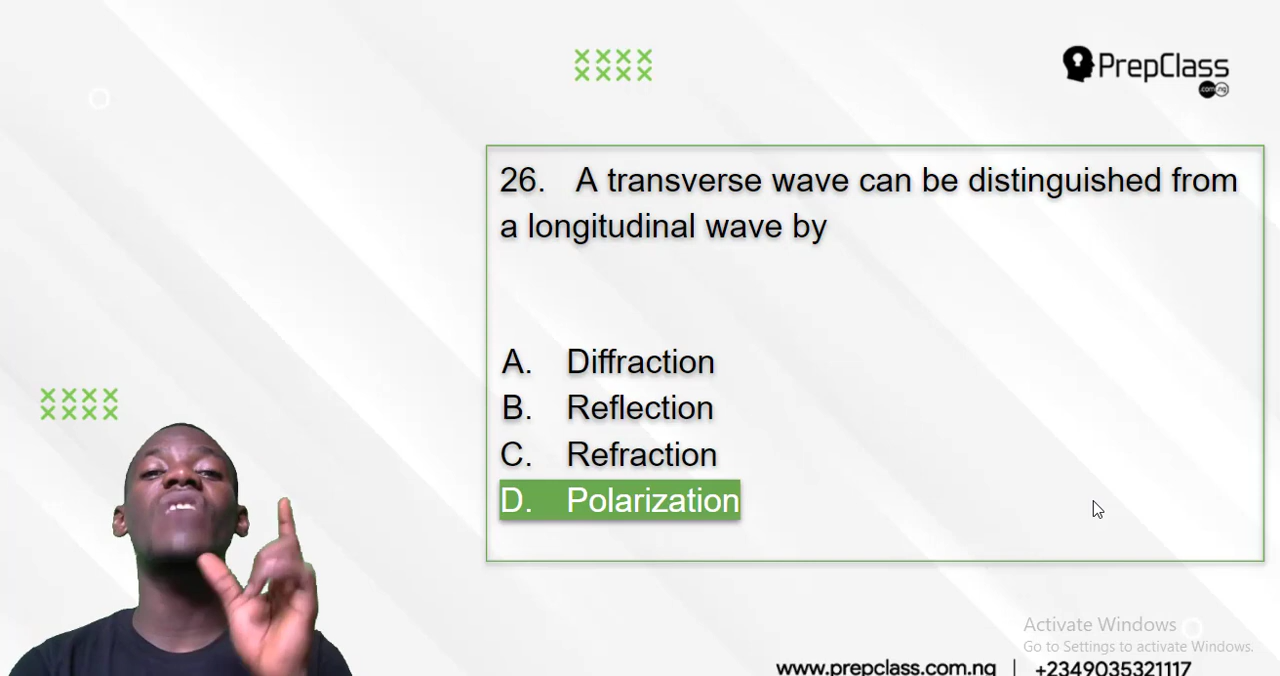 PrepClass
.com.ng
26. A transverse wave can be distinguished from
a longitudinal wave by
A. Diffraction
B. Reflection
C. Refraction
D. Polarization
Activate Windows
Go to Settings to activate Windows.
www.prepclass.com.ng | +2349035321117